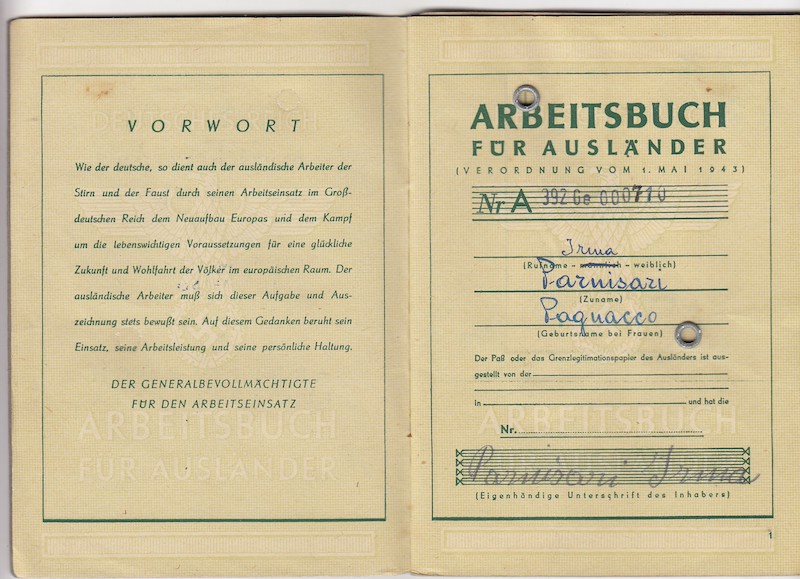 VORWORT
Wie der deutsche, so dient auch der ausländische Arbeiter der
Stirn und der Faust durch seinen Arbeitseinsatz im Groß-
deutschen Reich dem Neuaufbau Europas und dem Kampf
um die lebenswichtigen Voraussetzungen für eine glückliche
Zukunft und Wohlfahrt der Völker im europäischen Raum. Der
ausländische Arbeiter muß sich dieser Aufgabe und Aus-
zeichnung stets bewußt sein. Auf diesem Gedanken beruht sein
Einsatz, seine Arbeitsleistung und seine persönliche Haltung.
DER GENERALBEVOLLMÄCHTIGTE
FÜR DEN ARBEITSEINSATZ
ARBEITSBUCH
FÜR AUSLÄNDER
ARBEITSBUCH
FÜR AUSLÄNDER
(VERORDNUNG VOM 1. MAI 1943)
Nr A 392 Ge 000710
Irma
(Rufname - männlich - weiblich)
Parnisari
(Zuname)
Pagnacco
(Geburtsname bei Frauen)
Der Paß oder das Grenzlegitimationspapier des Ausländers ist aus-
gestellt von der
In und hat die
Nr.
ARBEITSBUCH
Parnisari Irma
(Eigenhändige Unterschrift des Inhabers)
1